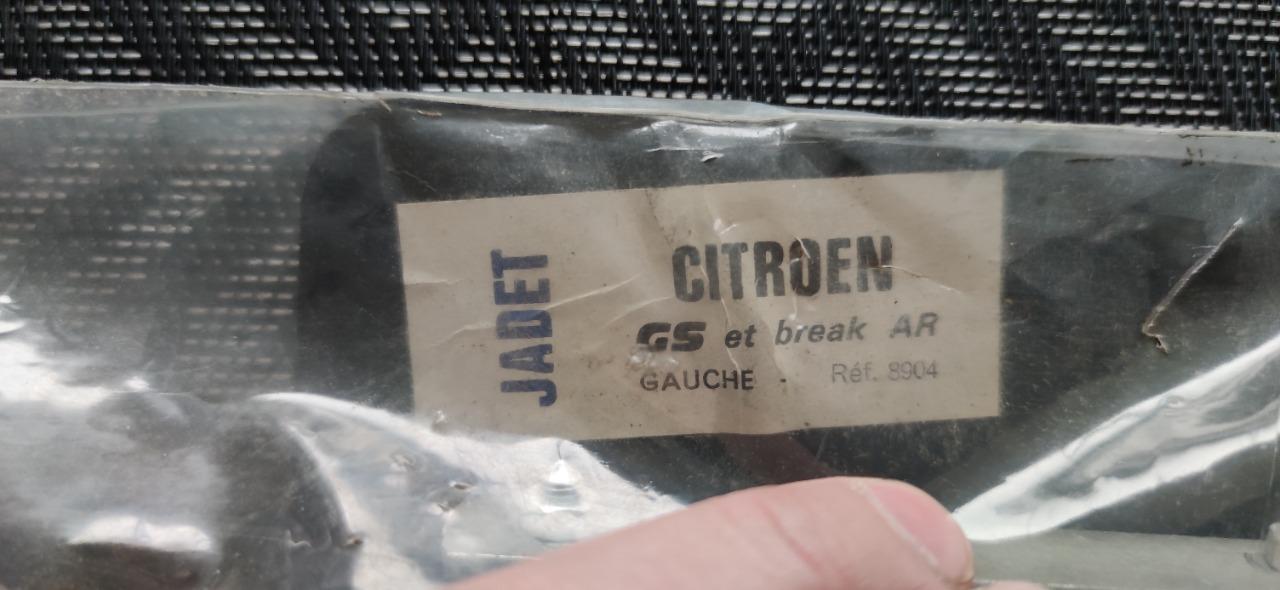 JADET
CITROEN
GS et break AR
GAUCHE - Réf. 8904